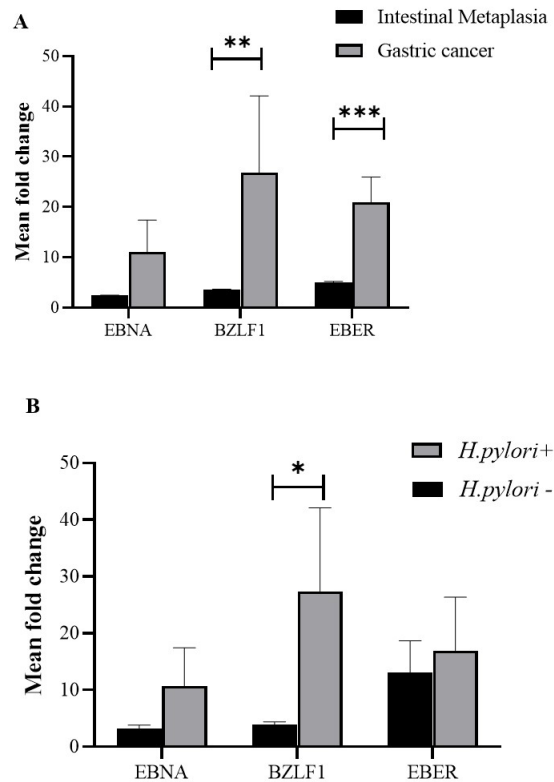 A
Intestinal Metaplasia
Gastric cancer
Mean fold change
50
40
30
20
10
0
**
***
EBNA BZLF1 EBER
B
H.pylori+
H.pylori -
Mean fold change
50
40
30
20
10
0
*
EBNA BZLF1 EBER